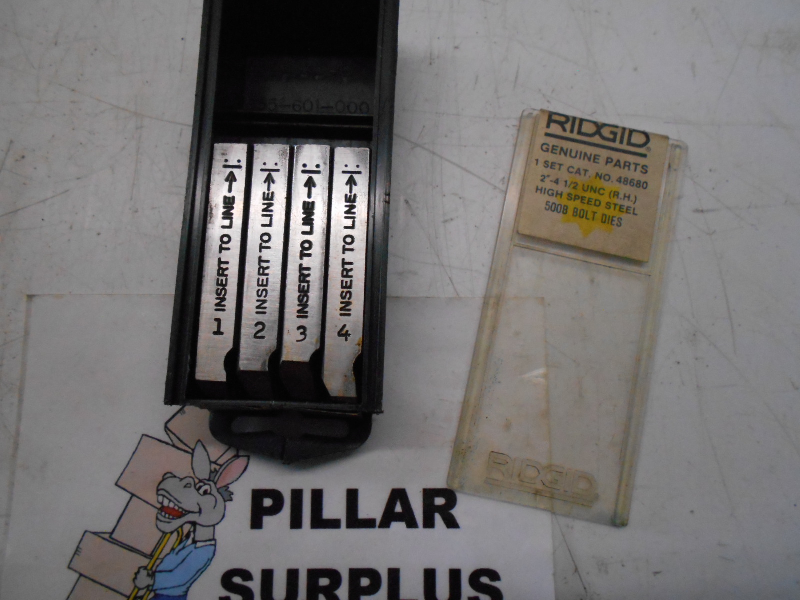 601-000
INSERT TO LINE
1
INSERT TO LINE
2
INSERT TO LINE
3
INSERT TO LINE
4
RIDGID
GENUINE PARTS
1 SET CAT. NO. 48680
2"-4 1/2 UNC (R.H.)
HIGH SPEED STEEL
500B BOLT DIES
RIDGID
PILLAR
SURPLUS